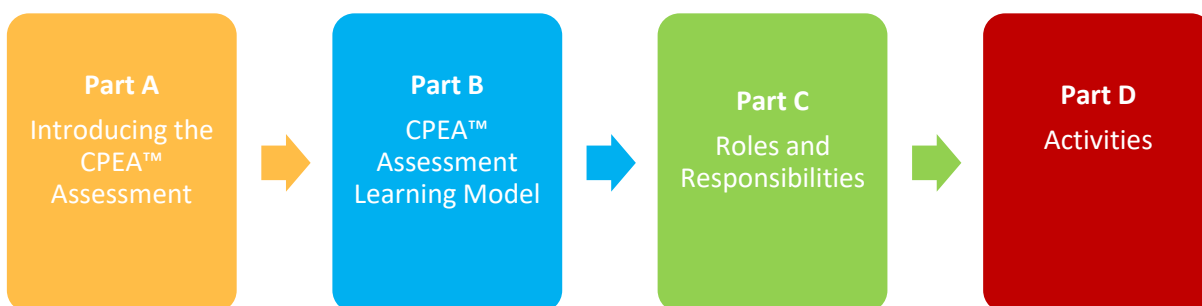 Part A
Introducing the
CPEA™
Assessment
Part B
CPEA™
Assessment
Learning Model
Part C
Roles and
Responsibilities
Part D
Activities